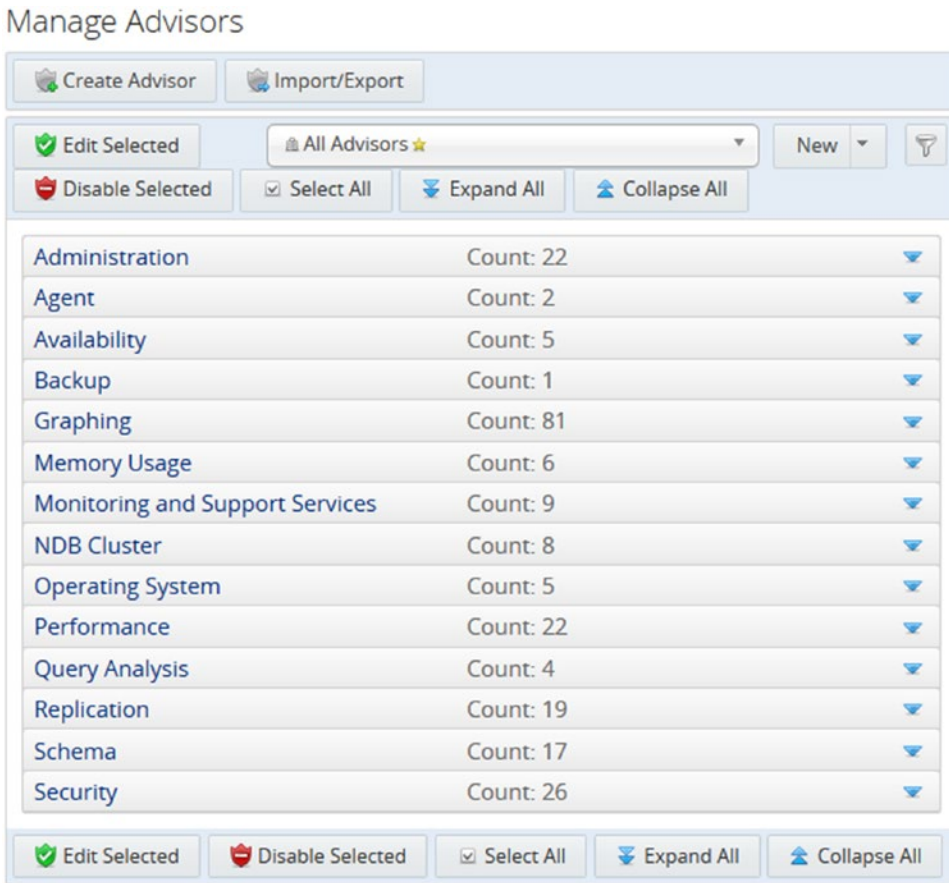 Manage Advisors
Create Advisor Import/Export
Edit Selected All Advisors New
Disable Selected Select All Expand All Collapse All
Administration Count: 22
Agent Count: 2
Availability Count: 5
Backup Count: 1
Graphing Count: 81
Memory Usage Count: 6
Monitoring and Support Services Count: 9
NDB Cluster Count: 8
Operating System Count: 5
Performance Count: 22
Query Analysis Count: 4
Replication Count: 19
Schema Count: 17
Security Count: 26
Edit Selected Disable Selected Select All Expand All Collapse All